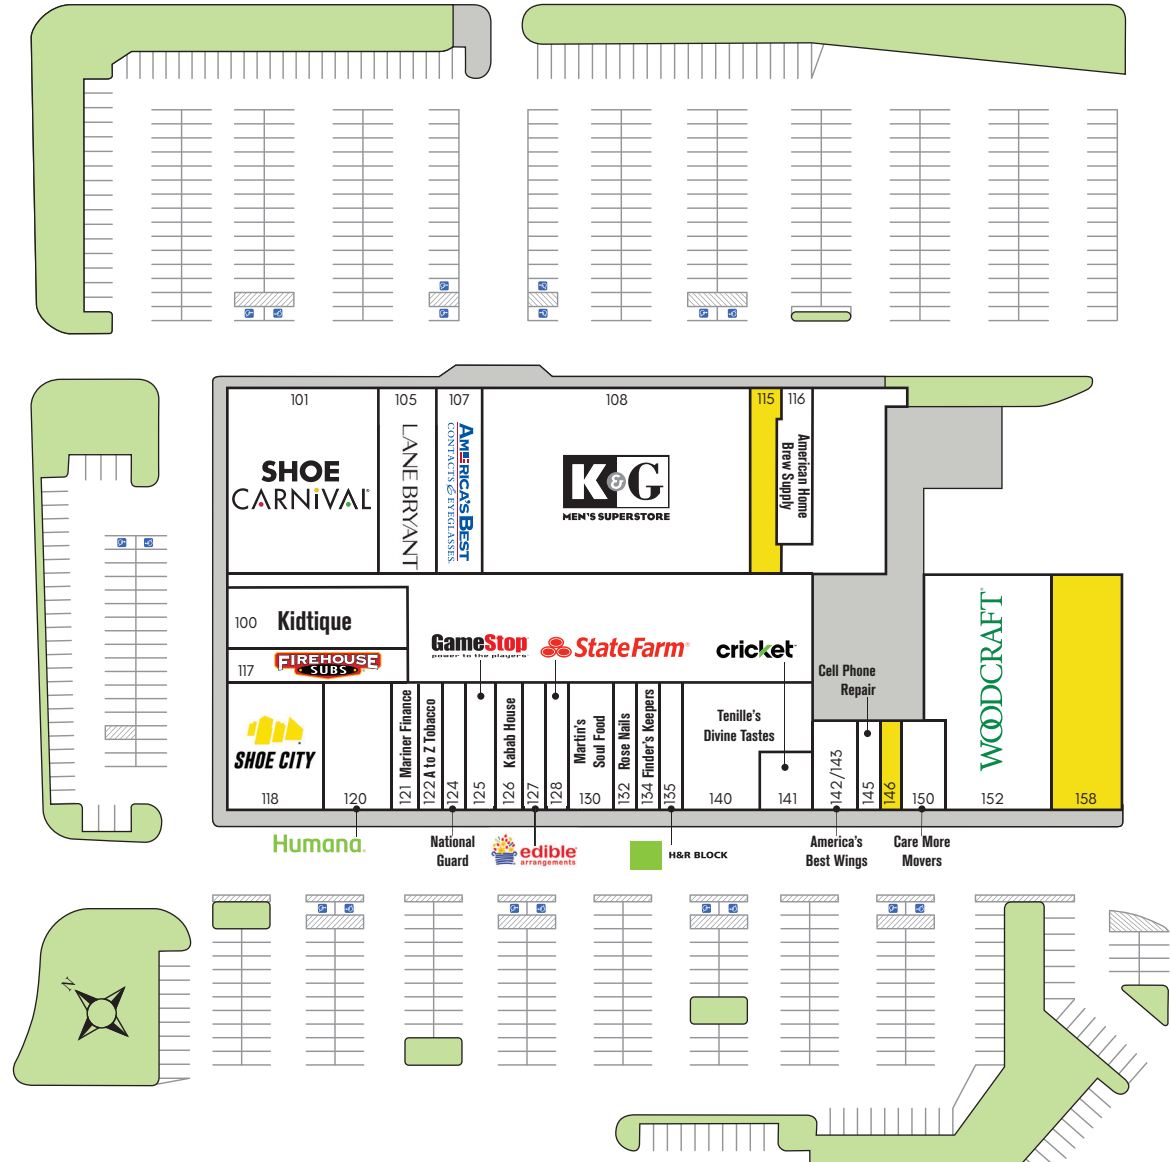 101
105
107
108
115
116
SHOE
CARNiVAL®
LANE BRYANT
AMERICA'S BEST
CONTACTS & EYEGLASSES
K&G
MEN'S SUPERSTORE
American Home
Brew Supply
100
Kidtique
117
FIREHOUSE
SUBS
GameStop
power to the players®
StateFarm®
cricket
Cell Phone
Repair
WOODCRAFT®
SHOE CITY
118
120
121 Mariner Finance
122 A to Z Tobacco
124
125
126 Kabab House
127
128
Martin's
Soul Food
130
132 Rose Nails
134 Finder's Keepers
135
Tenille's
Divine Tastes
140
141
142/143
145
146
150
152
158
Humana®
National
Guard
edible®
arrangements
H&R BLOCK
America's
Best Wings
Care More
Movers
N